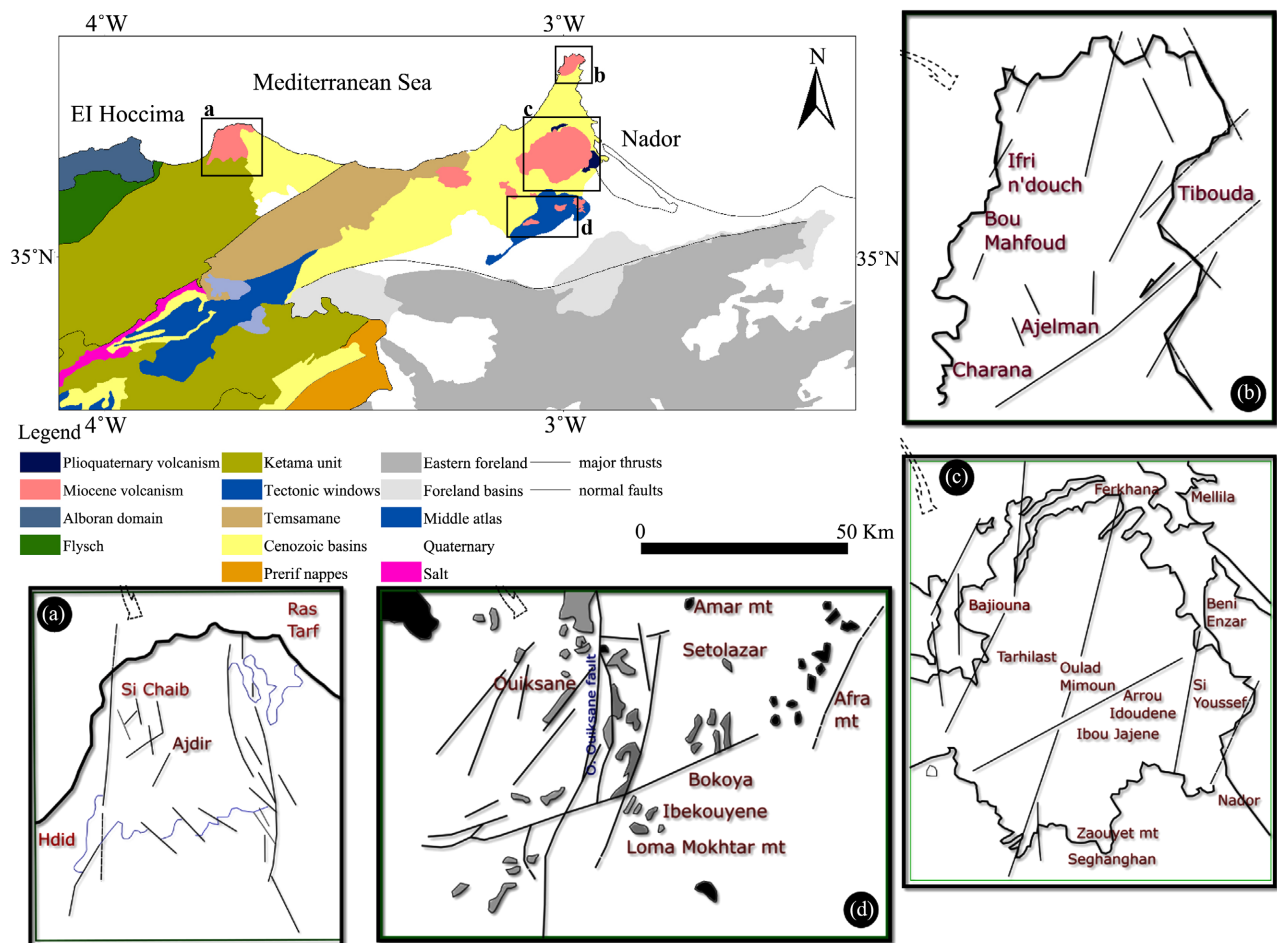 4°W
3°W
N
Mediterranean Sea
b
EI Hoccima
a
c
Nador
d
35°N
35°N
4°W
3°W
Legend
Plioquaternary volcanism
Miocene volcanism
Alboran domain
Flysch
Ketama unit
Tectonic windows
Temsamane
Cenozoic basins
Prerif nappes
Eastern foreland
Foreland basins
Middle atlas
Quaternary
Salt
major thrusts
normal faults
0
50 Km
Ifri
n'douch
Tibouda
Bou
Mahfoud
Ajelman
Charana
(b)
(c)
Ferkhana
Mellila
Bajiouna
Beni
Enzar
Tarhilast
Oulad
Mimoun
Si
Youssef
Arrou
Idoudene
Ibou Jajene
Nador
Zaouyet mt
Seghanghan
(a)
Ras
Tarf
Si Chaib
Ajdir
Hdid
Amar mt
Setolazar
Ouiksane
O. Ouiksane fault
Afra
mt
Bokoya
Ibekouyene
Loma Mokhtar mt
(d)